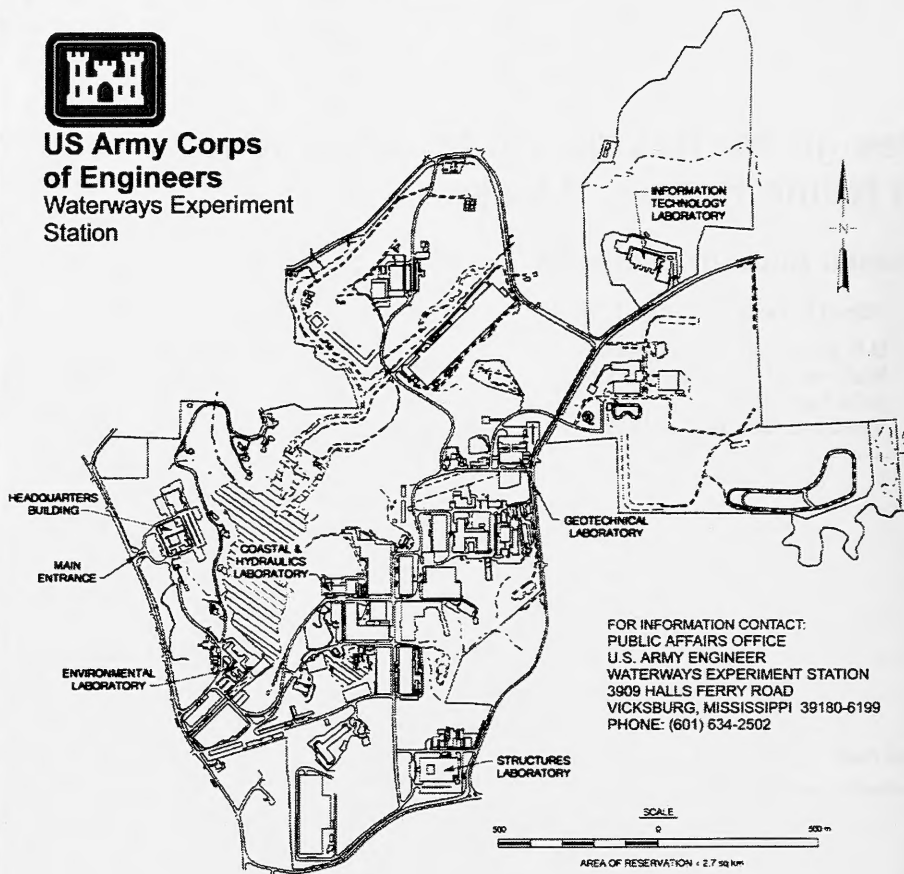 US Army Corps
of Engineers
Waterways Experiment
Station
INFORMATION
TECHNOLOGY
LABORATORY
N
HEADQUARTERS
BUILDING
MAIN
ENTRANCE
COASTAL &
HYDRAULICS
LABORATORY
GEOTECHNICAL
LABORATORY
ENVIRONMENTAL
LABORATORY
STRUCTURES
LABORATORY
FOR INFORMATION CONTACT:
PUBLIC AFFAIRS OFFICE
U.S. ARMY ENGINEER
WATERWAYS EXPERIMENT STATION
3909 HALLS FERRY ROAD
VICKSBURG, MISSISSIPPI 39180-6199
PHONE: (601) 634-2502
SCALE
500 0 500 m
AREA OF RESERVATION : 2.7 sq km